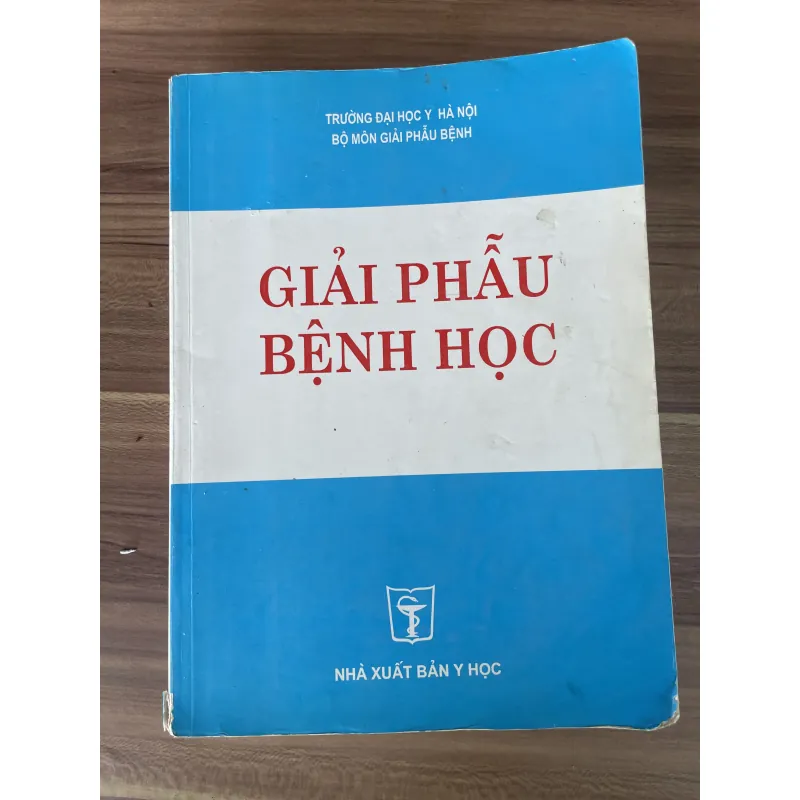 TRƯỜNG ĐẠI HỌC Y HÀ NỘI
BỘ MÔN GIẢI PHẪU BỆNH
GIẢI PHẪU
BỆNH HỌC
NHÀ XUẤT BẢN Y HỌC